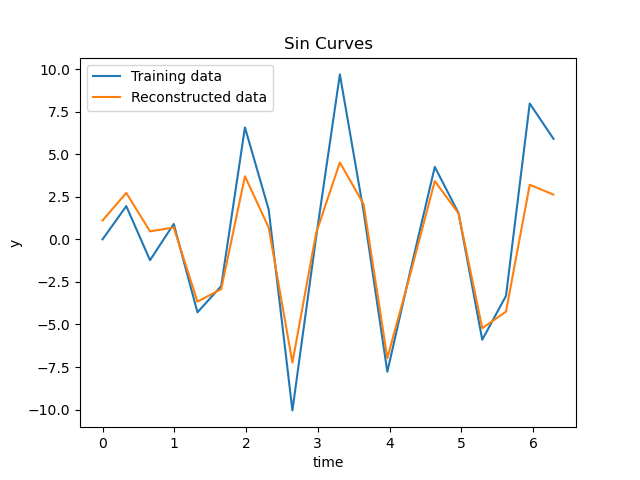 Sin Curves
Training data
Reconstructed data
10.0
7.5
5.0
2.5
0.0
−2.5
−5.0
−7.5
−10.0
y
0 1 2 3 4 5 6
time